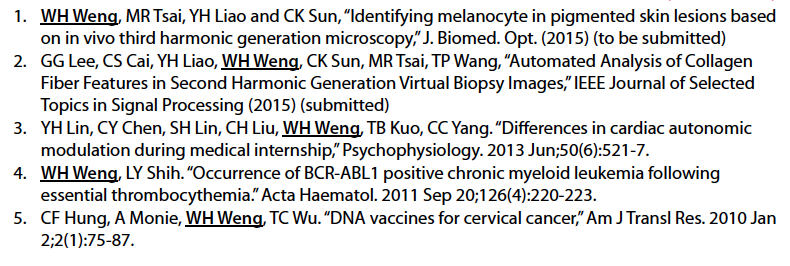 1. WH Weng, MR Tsai, YH Liao and CK Sun, “Identifying melanocyte in pigmented skin lesions based
on in vivo third harmonic generation microscopy,” J. Biomed. Opt. (2015) (to be submitted)
2. GG Lee, CS Cai, YH Liao, WH Weng, CK Sun, MR Tsai, TP Wang, “Automated Analysis of Collagen
Fiber Features in Second Harmonic Generation Virtual Biopsy Images,” IEEE Journal of Selected
Topics in Signal Processing (2015) (submitted)
3. YH Lin, CY Chen, SH Lin, CH Liu, WH Weng, TB Kuo, CC Yang. “Differences in cardiac autonomic
modulation during medical internship,” Psychophysiology. 2013 Jun;50(6):521-7.
4. WH Weng, LY Shih. “Occurrence of BCR-ABL1 positive chronic myeloid leukemia following
essential thrombocythemia.” Acta Haematol. 2011 Sep 20;126(4):220-223.
5. CF Hung, A Monie, WH Weng, TC Wu. “DNA vaccines for cervical cancer,” Am J Transl Res. 2010 Jan
2;2(1):75-87.